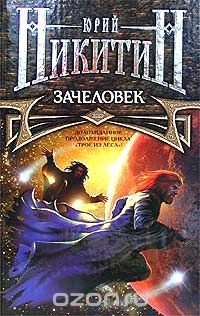 ЮРИЙ
НИКИТИН
ЗАЧЕЛОВЕК
ДОЛГОЖДАННОЕ
ПРОДОЛЖЕНИЕ ЦИКЛА
«ТРОЕ ИЗ ЛЕСА»!
OZON.RU